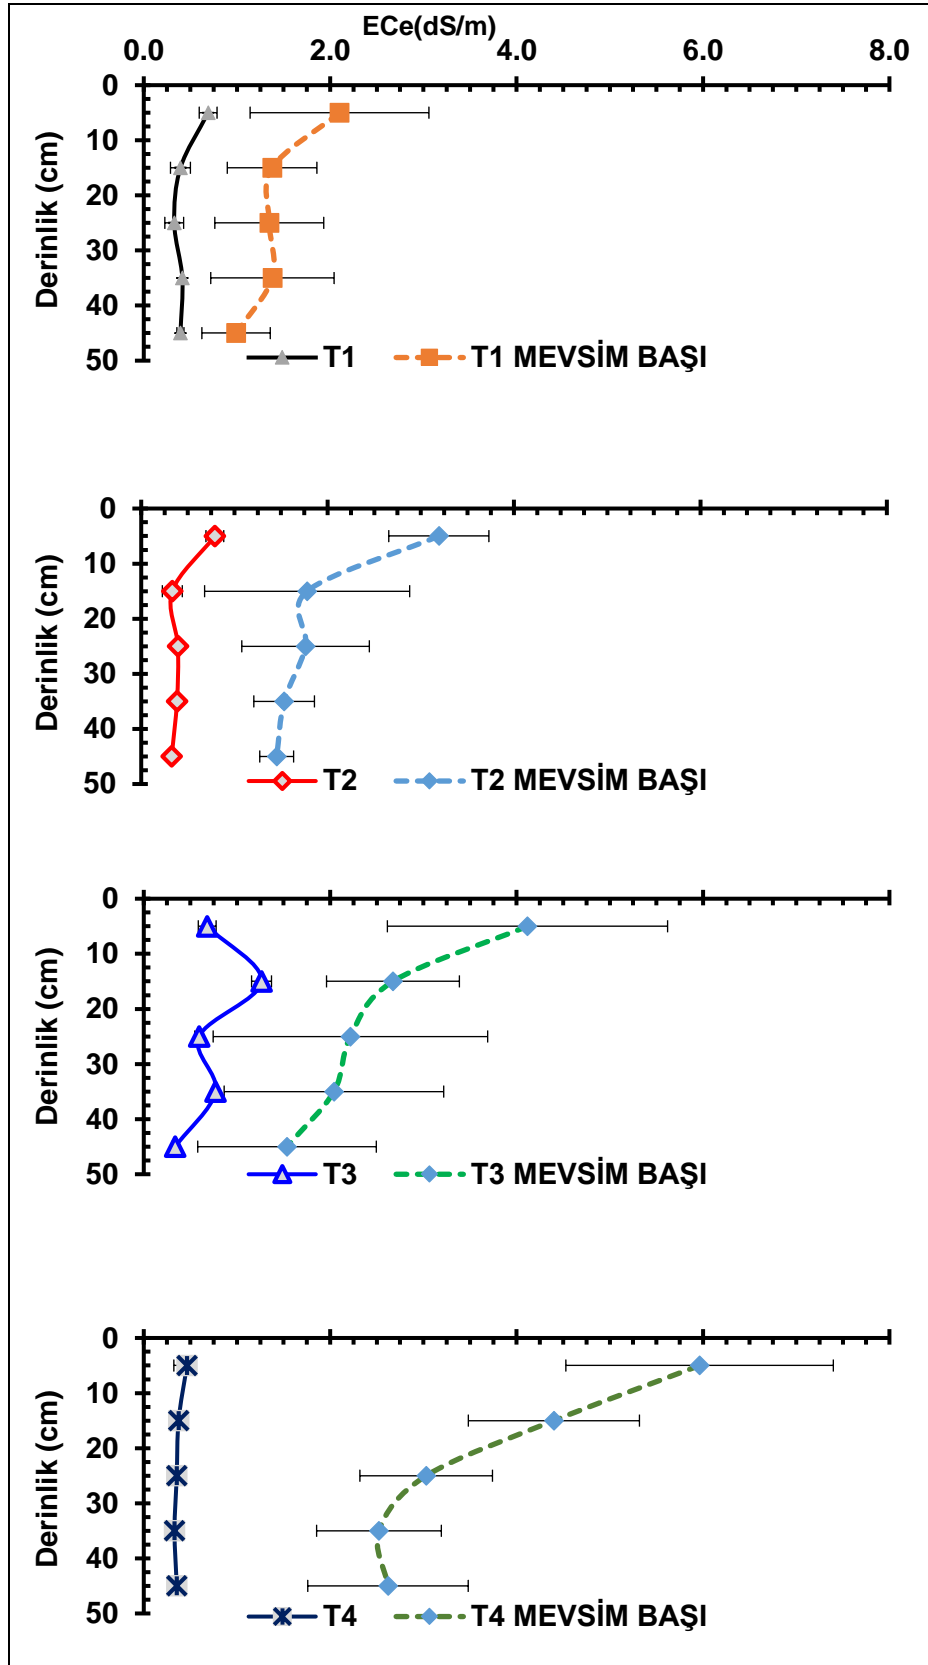 ECe(dS/m)
0.0 2.0 4.0 6.0 8.0
Derinlik (cm)
0
10
20
30
40
50
T1 T1 MEVSİM BAŞI
Derinlik (cm)
0
10
20
30
40
50
T2 T2 MEVSİM BAŞI
Derinlik (cm)
0
10
20
30
40
50
T3 T3 MEVSİM BAŞI
Derinlik (cm)
0
10
20
30
40
50
T4 T4 MEVSİM BAŞI